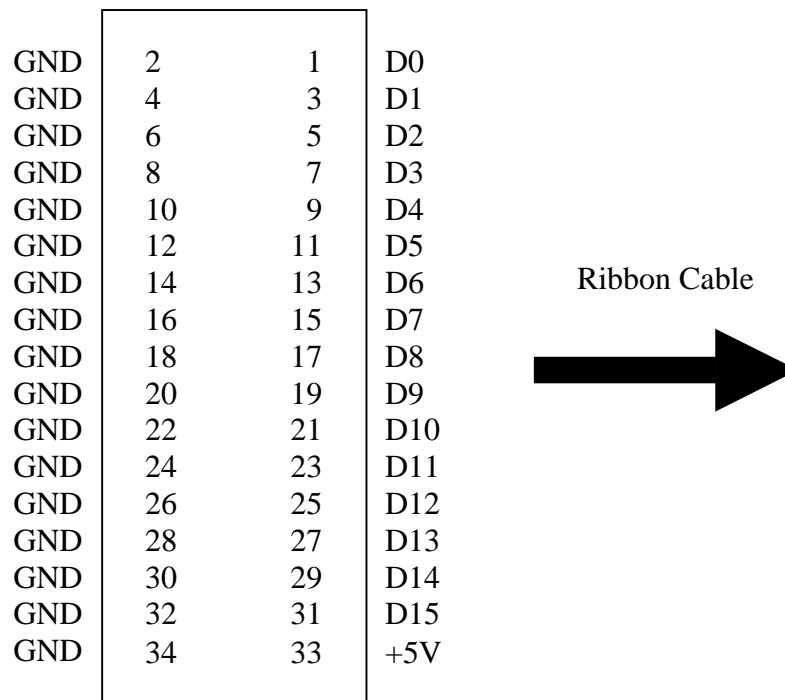 GND 2 1 D0
GND 4 3 D1
GND 6 5 D2
GND 8 7 D3
GND 10 9 D4
GND 12 11 D5
GND 14 13 D6
Ribbon Cable
GND 16 15 D7
GND 18 17 D8
GND 20 19 D9
GND 22 21 D10
GND 24 23 D11
GND 26 25 D12
GND 28 27 D13
GND 30 29 D14
GND 32 31 D15
GND 34 33 +5V